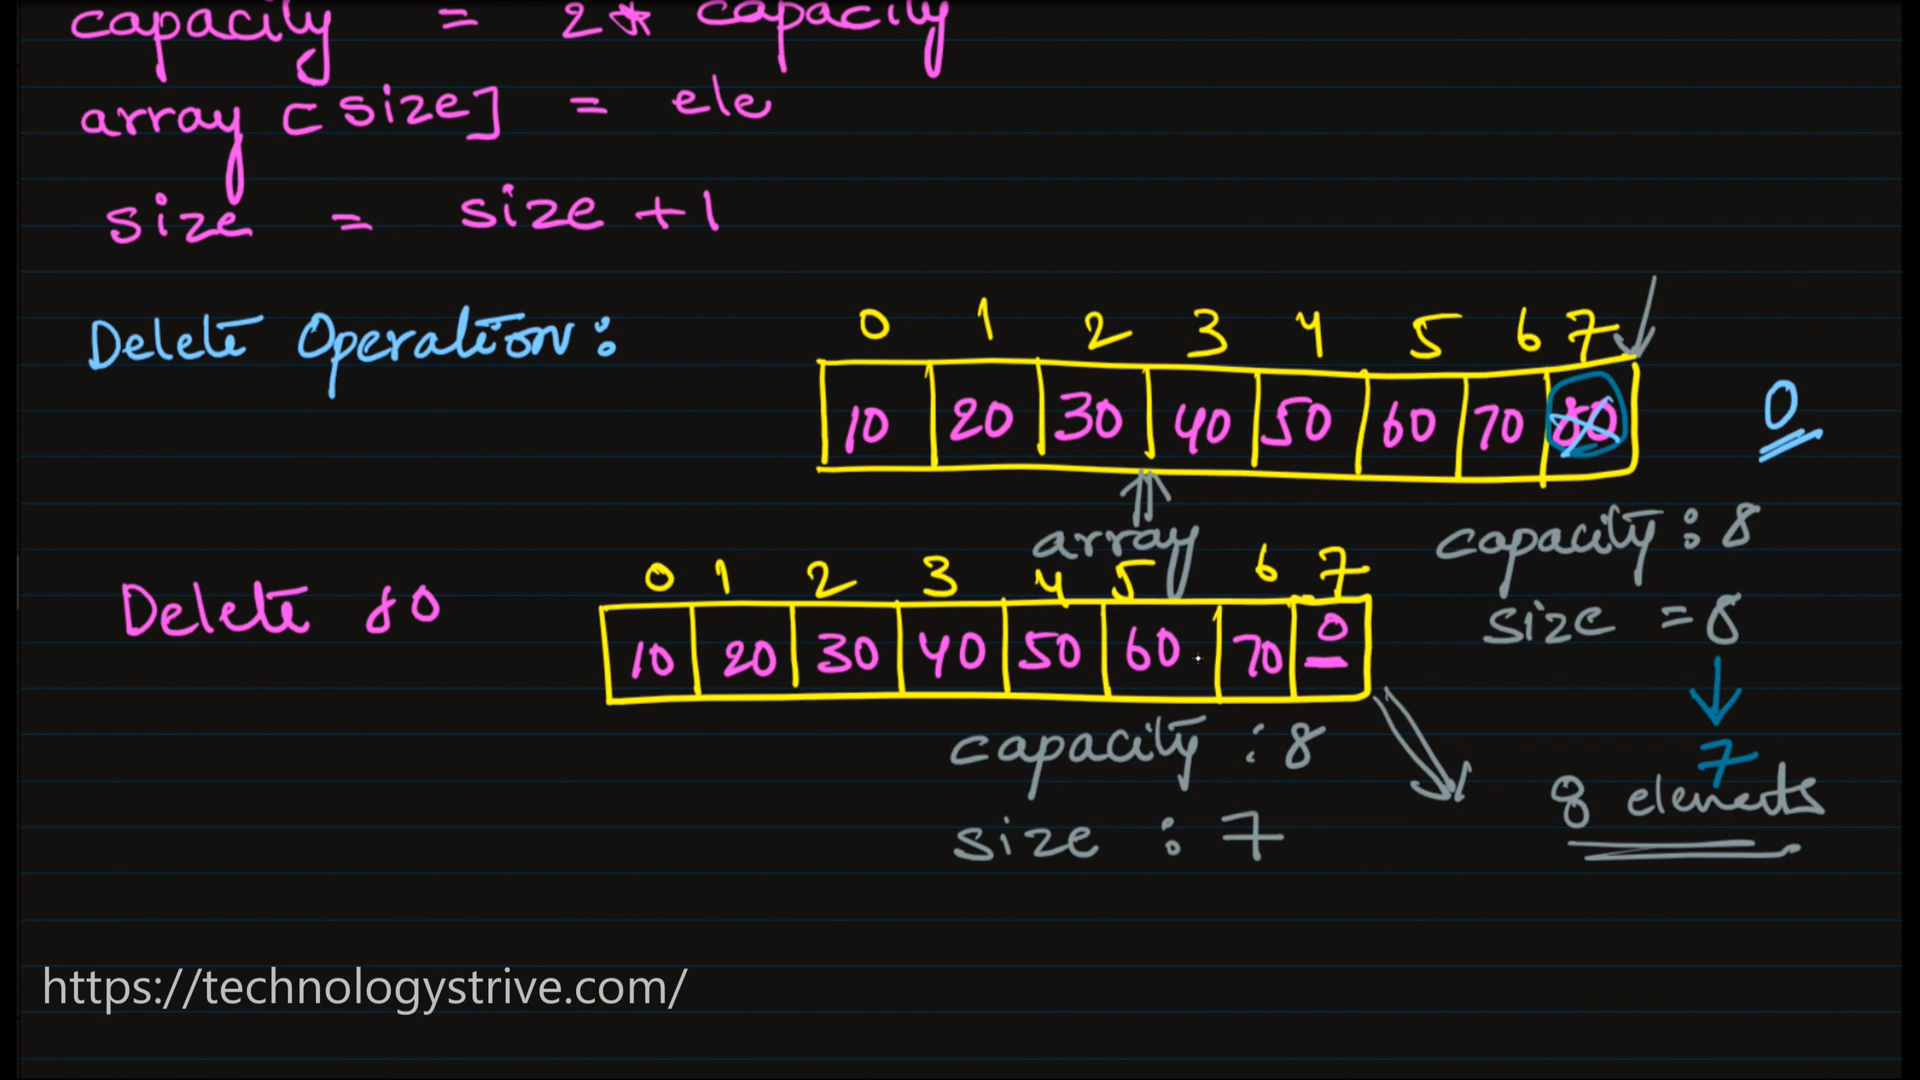 capacity = 2* capacity
array [size] = ele
size = size + 1
Delete Operation:
0 1 2 3 4 5 6 7
10 20 30 40 50 60 70 80
0
array
capacity : 8
size = 8
7
8 elements
Delete 80
0 1 2 3 4 5 6 7
10 20 30 40 50 60 70 0
capacity : 8
size : 7
https://technologystrive.com/